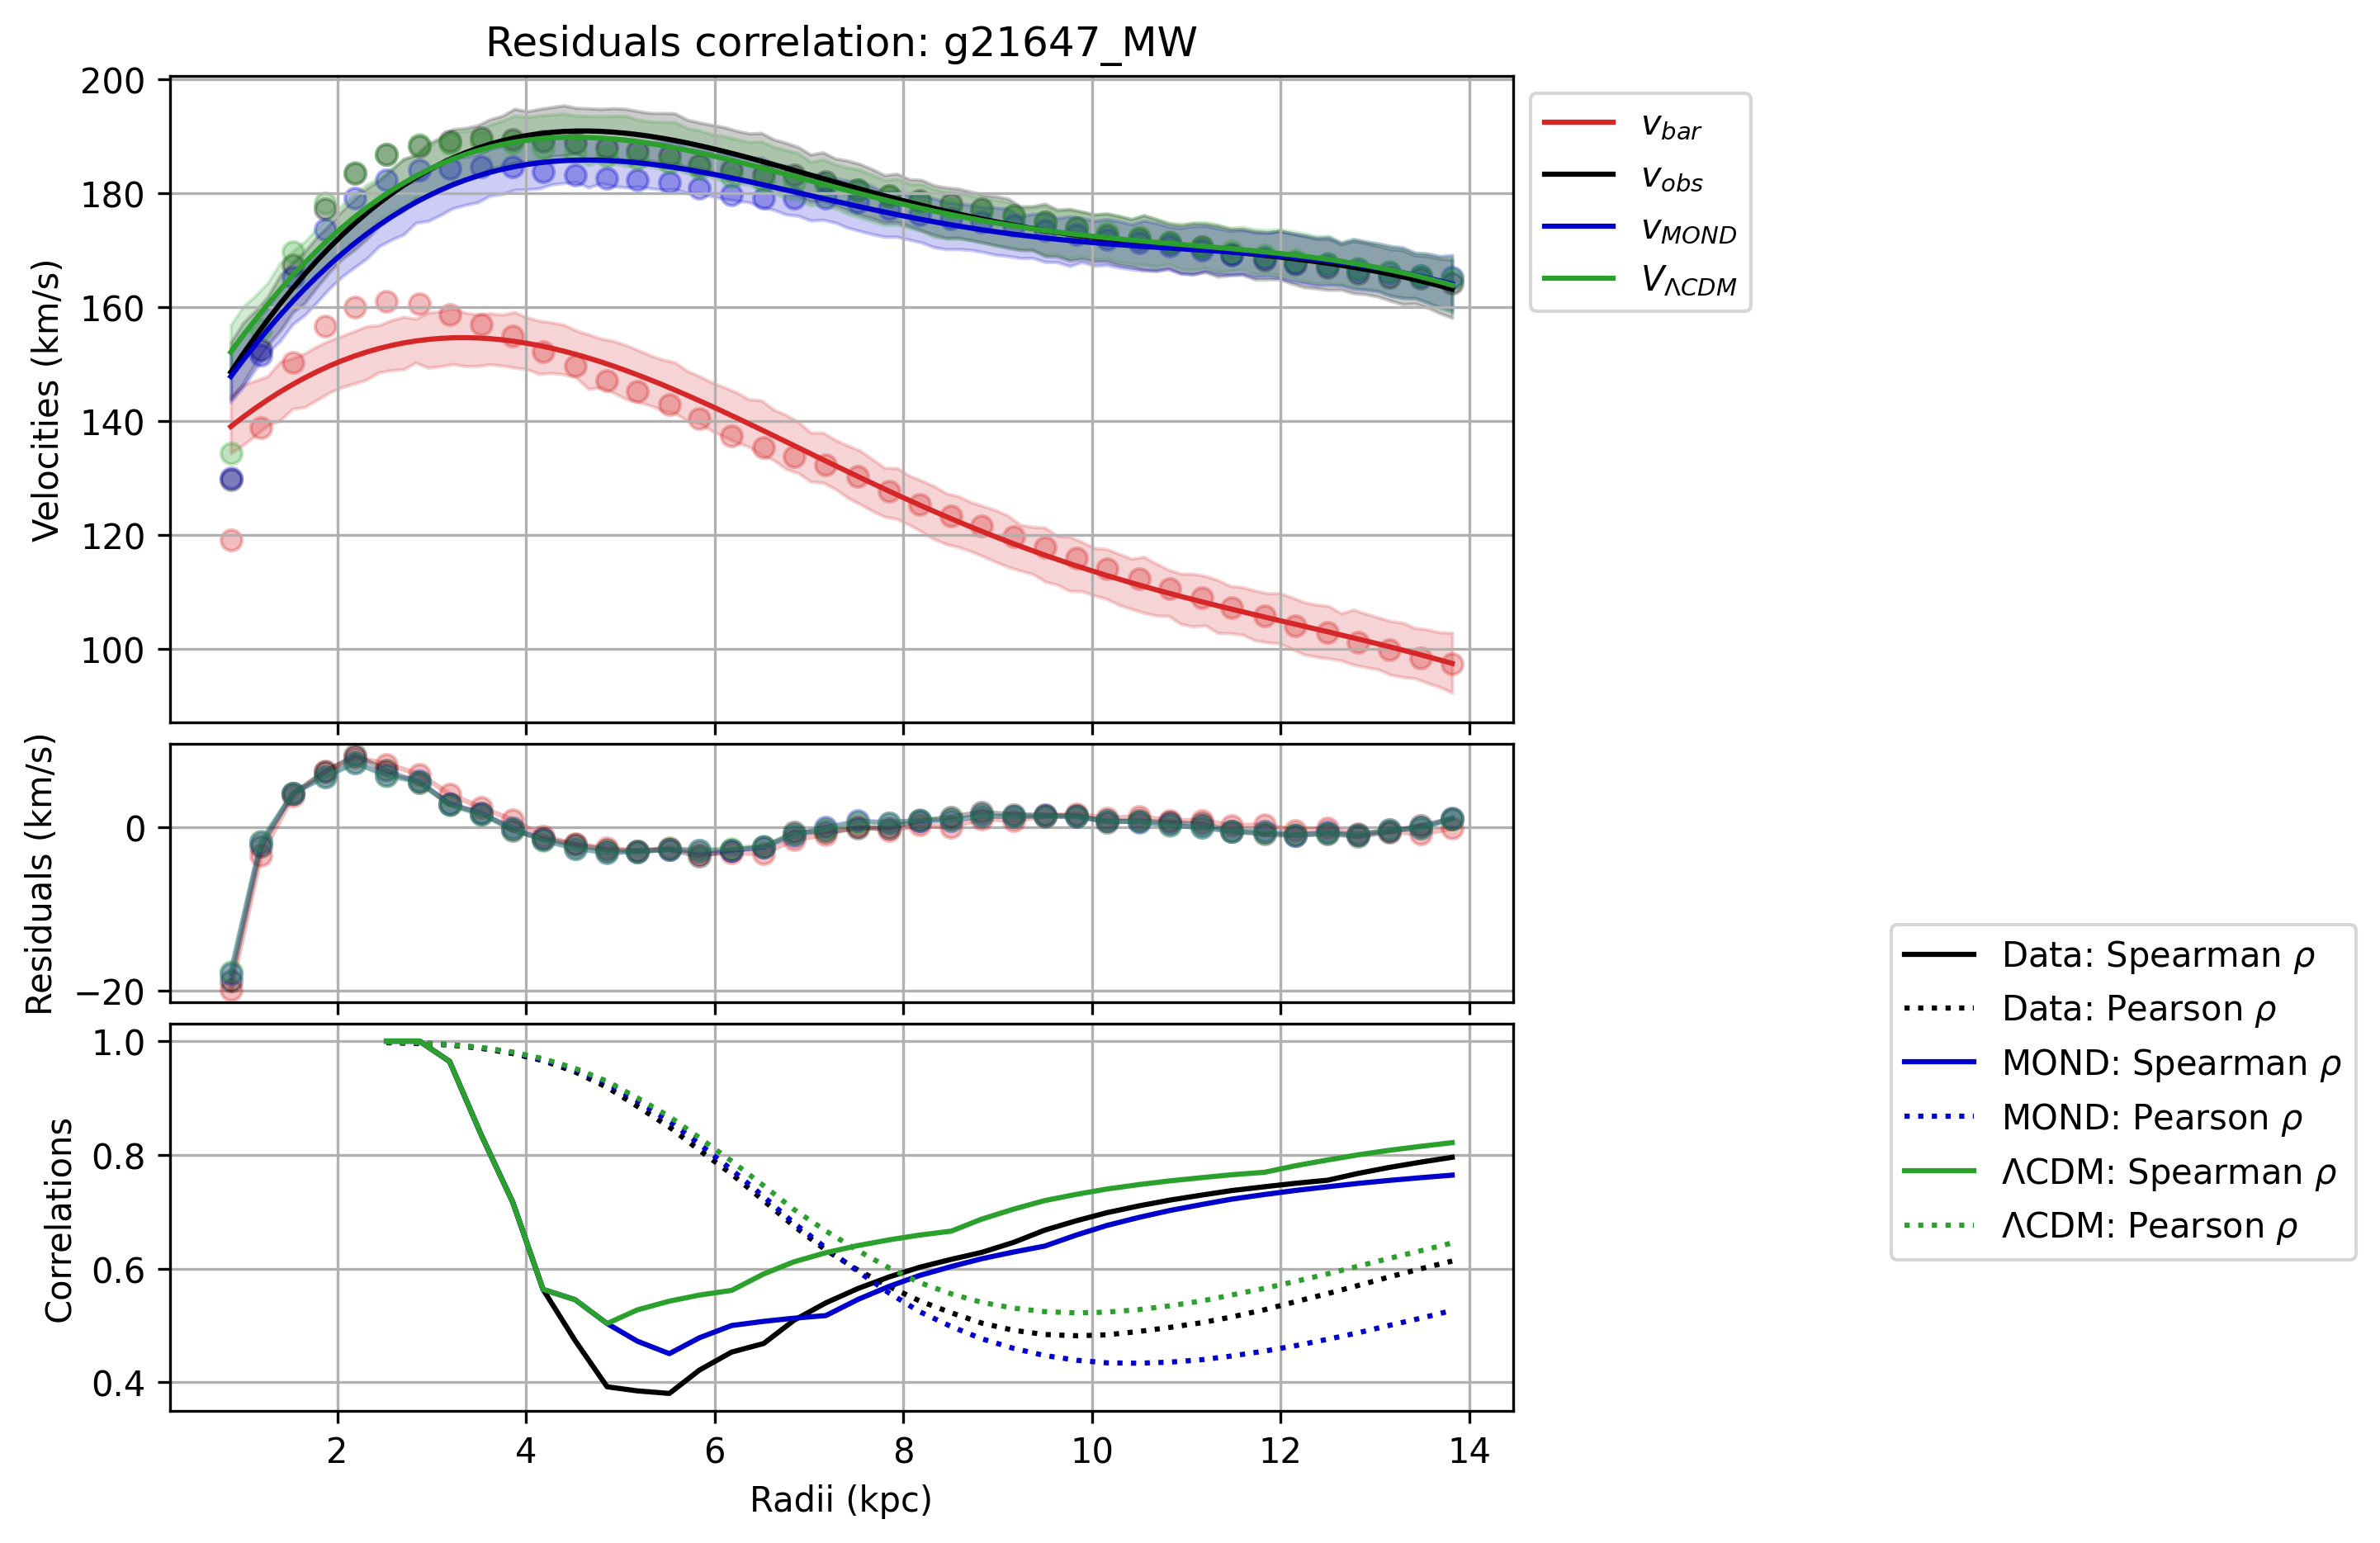 Residuals correlation: g21647_MW
200
180
160
140
120
100
Velocities (km/s)
v_bar
v_obs
v_MOND
V_ΛCDM
0
−20
Residuals (km/s)
1.0
0.8
0.6
0.4
Correlations
Data: Spearman ρ
Data: Pearson ρ
MOND: Spearman ρ
MOND: Pearson ρ
ΛCDM: Spearman ρ
ΛCDM: Pearson ρ
2 4 6 8 10 12 14
Radii (kpc)